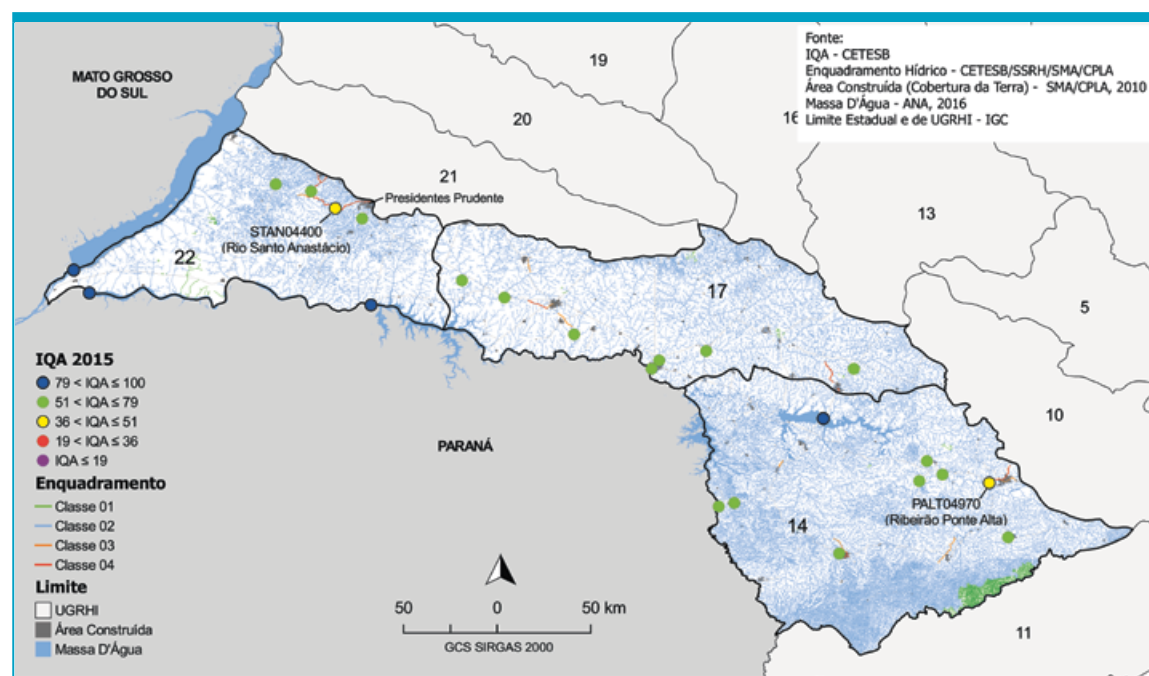 Fonte:
IQA - CETESB
Enquadramento Hídrico - CETESB/SSRH/SMA/CPLA
Área Construída (Cobertura da Terra) - SMA/CPLA, 2010
Massa D'Água - ANA, 2016
Limite Estadual e de UGRHI - IGC
MATO GROSSO
DO SUL
19
20
16
21
Presidentes Prudente
13
STAN04400
(Rio Santo Anastácio)
22
17
5
10
PARANÁ
PALT04970
(Ribeirão Ponte Alta)
14
11
IQA 2015
79 < IQA ≤ 100
51 < IQA ≤ 79
36 < IQA ≤ 51
19 < IQA ≤ 36
IQA ≤ 19
Enquadramento
Classe 01
Classe 02
Classe 03
Classe 04
Limite
UGRHI
Área Construída
Massa D'Água
50 0 50 km
GCS SIRGAS 2000